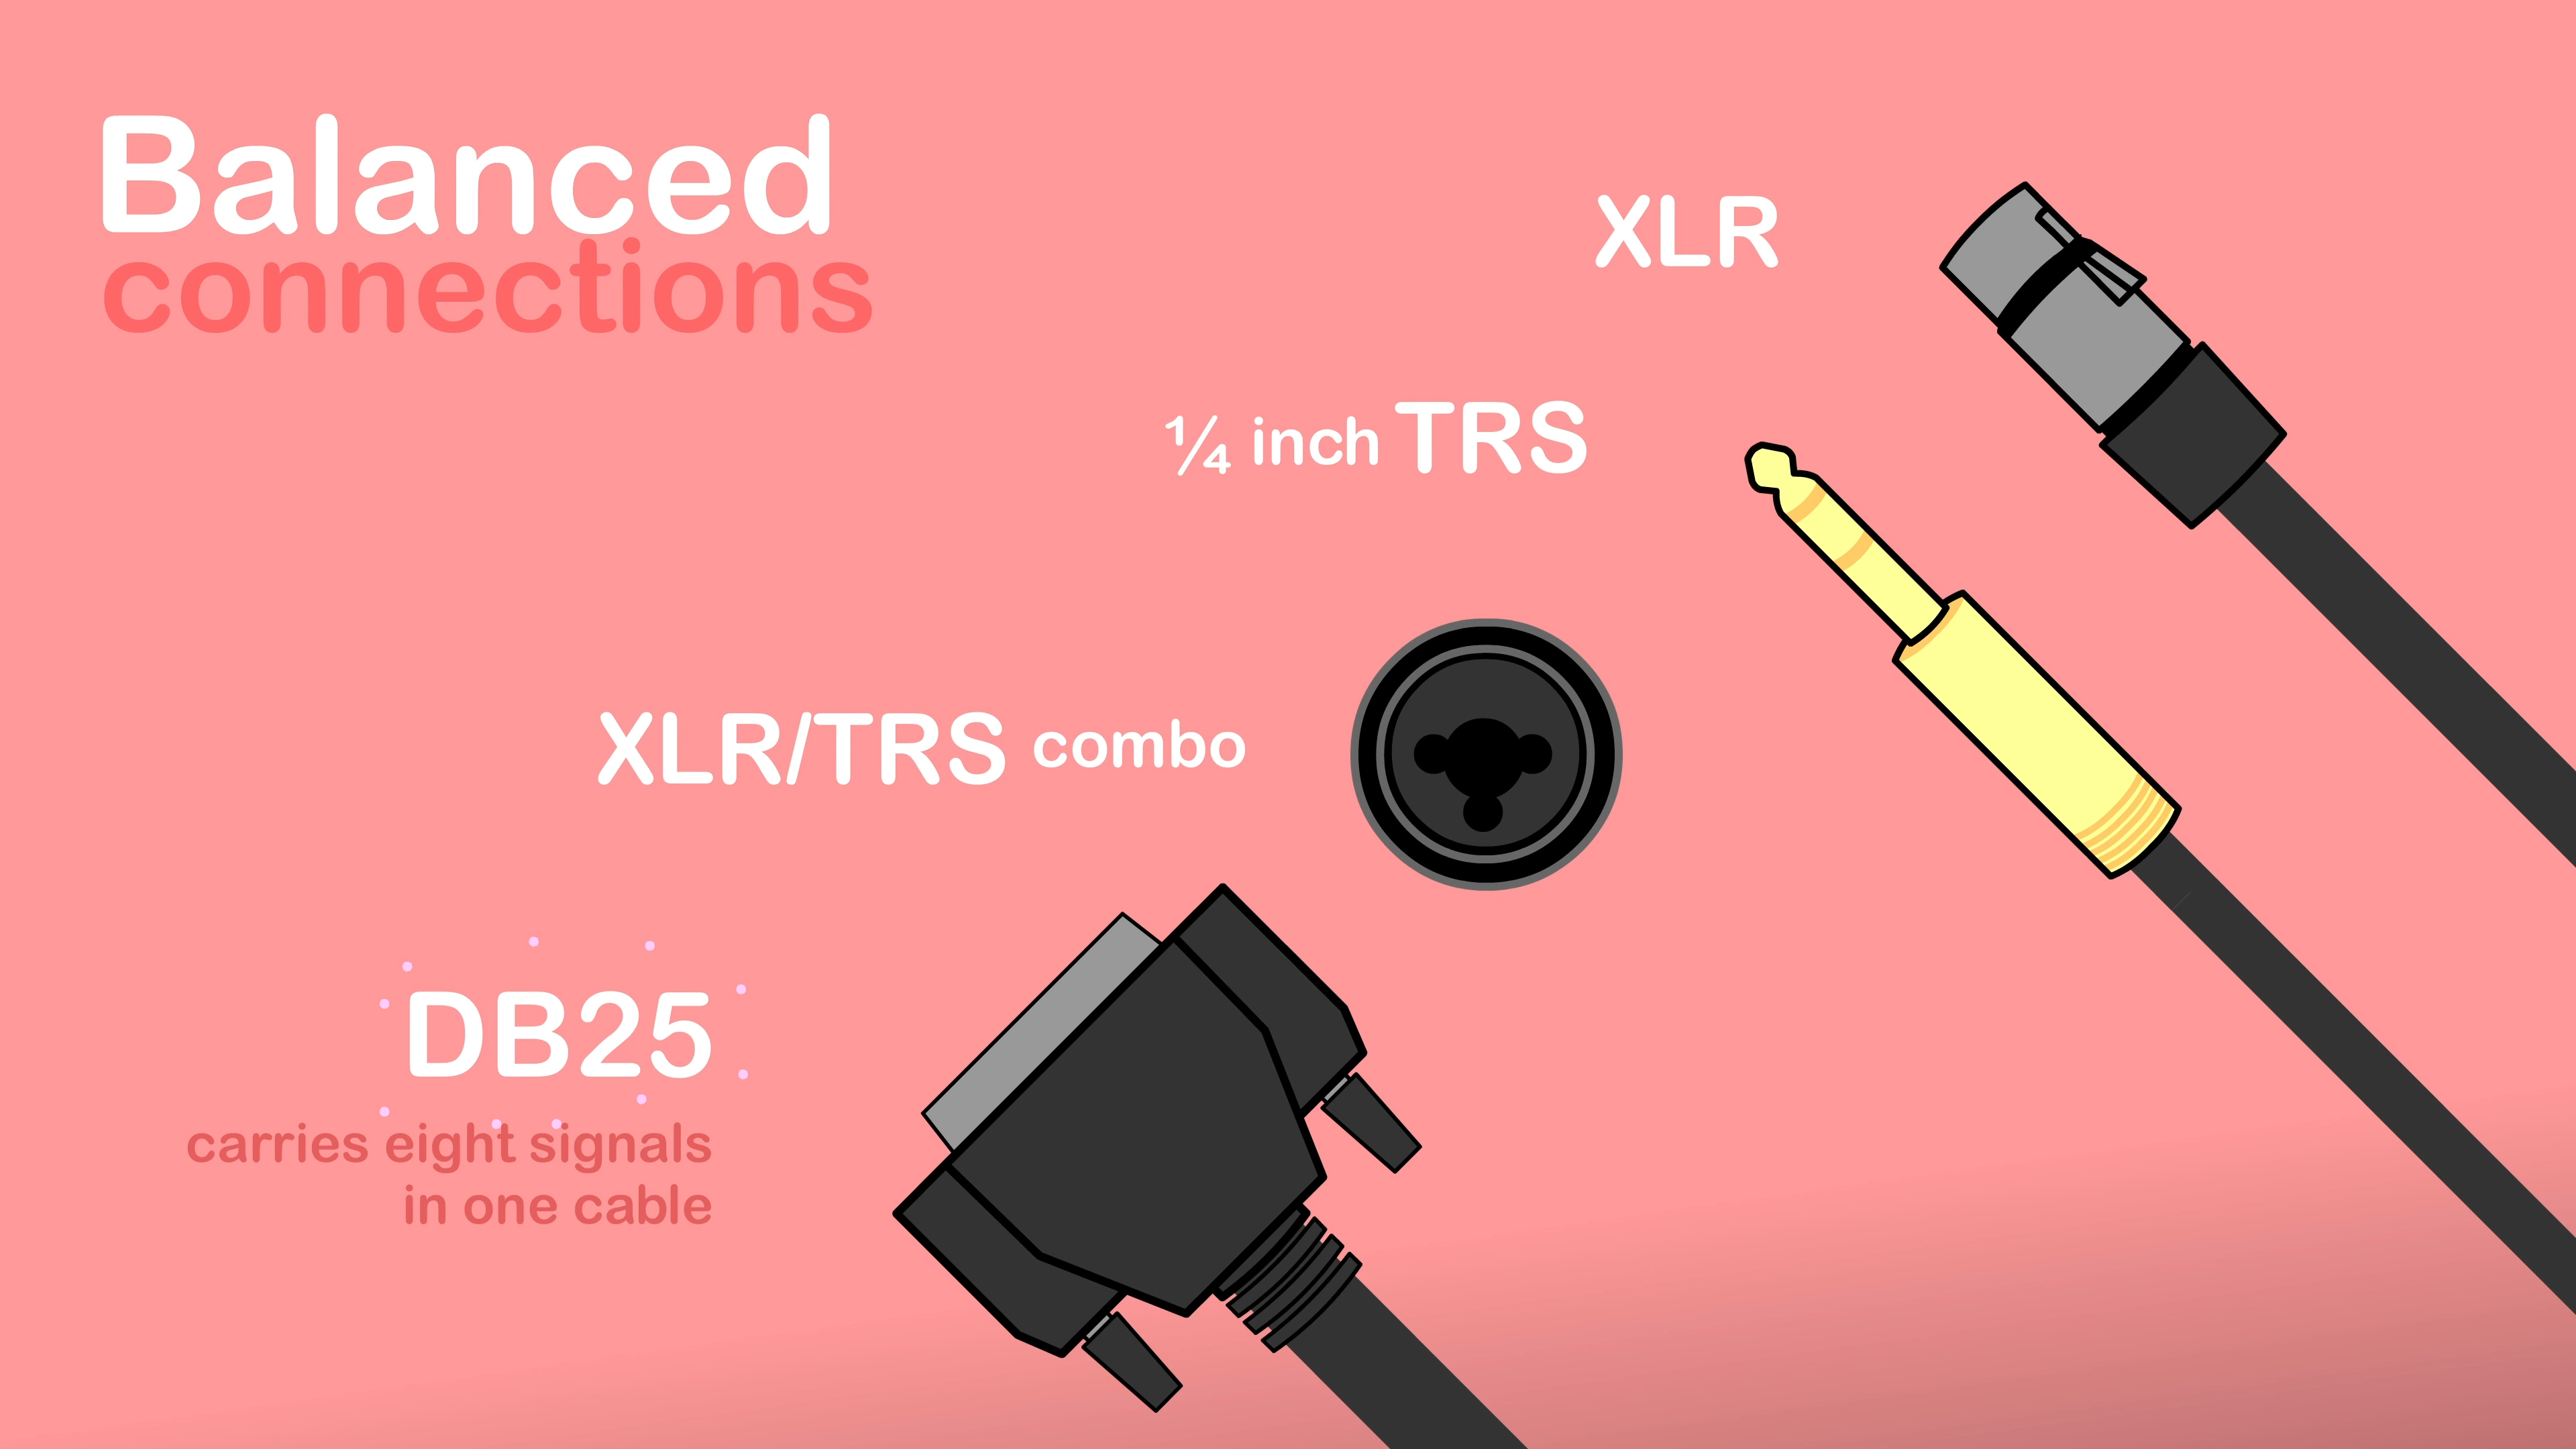 Balanced
connections
XLR
¼ inch TRS
XLR/TRS combo
DB25
carries eight signals
in one cable